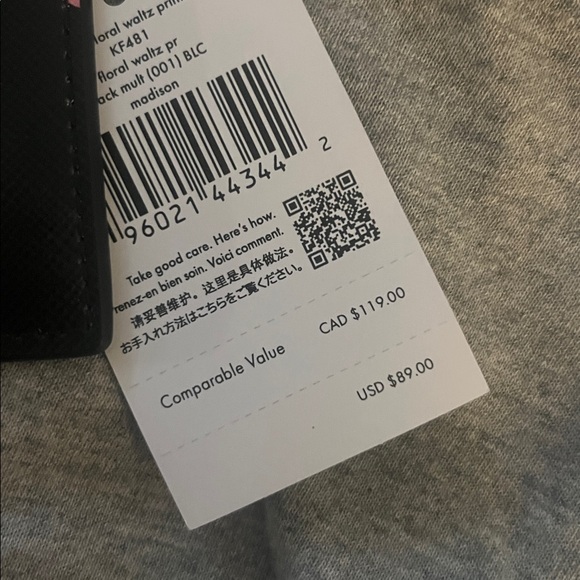 loral waltz prin
KF481
floral waltz pr
ack mult (001) BLC
madison
96021 44344 2
Take good care. Here's how.
renez-en bien soin. Voici comment.
请妥善维护。这里是具体做法。
お手入れ方法はこちらをご覧ください。
CAD $119.00
Comparable Value
USD $89.00